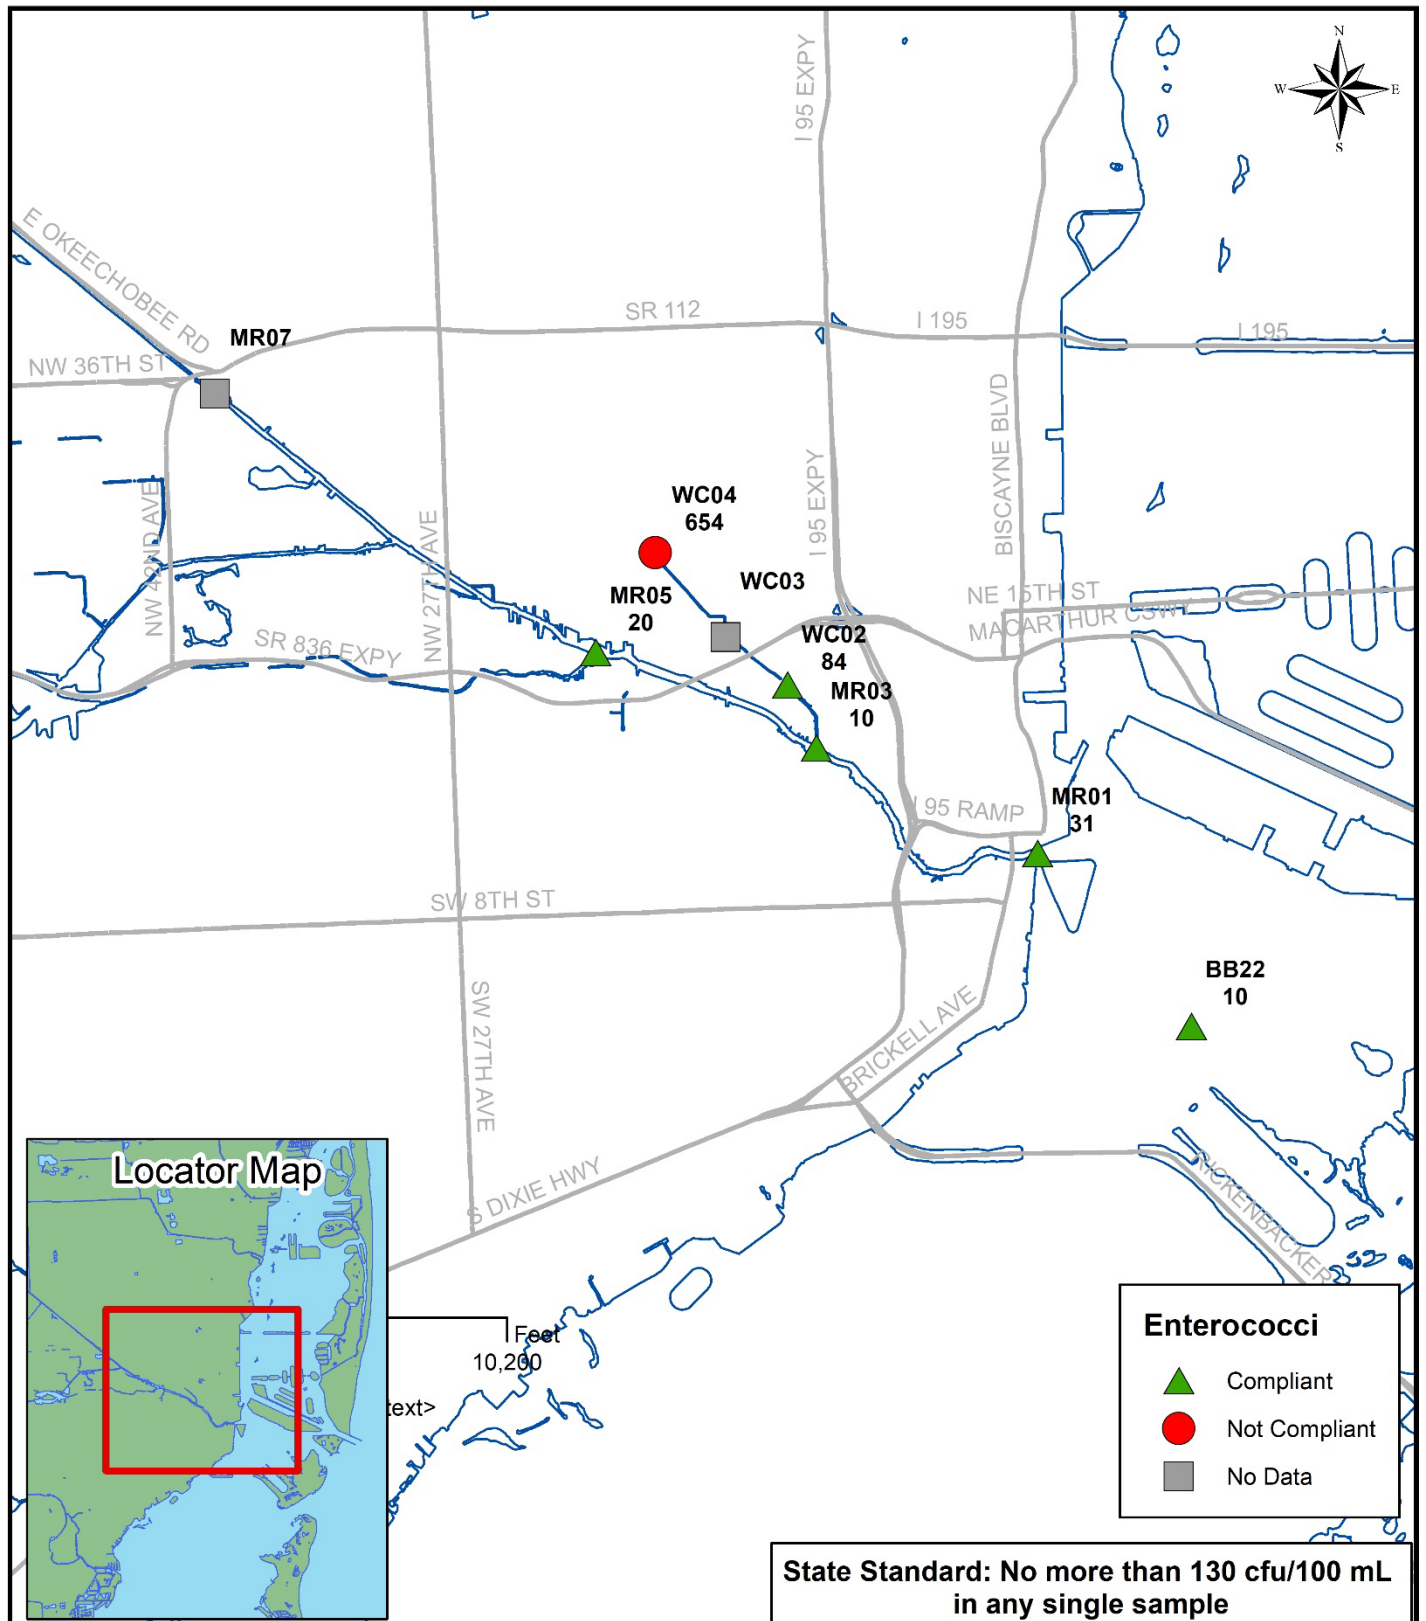 N
W
E
S
I 95 EXPY
E OKEECHOBEE RD
MR07
SR 112
I 195
I 195
NW 36TH ST
BISCAYNE BLVD
I 95 EXPY
WC04
654
NW 42ND AVE
NW 27TH AVE
WC03
MR05
20
NE 15TH ST
MACARTHUR CSWY
WC02
84
SR 836 EXPY
MR03
10
MR01
31
I 95 RAMP
SW 8TH ST
BB22
10
SW 27TH AVE
BRICKELL AVE
S DIXIE HWY
RICKENBACKER
Locator Map
Feet
10,200
text>
Enterococci
Compliant
Not Compliant
No Data
State Standard: No more than 130 cfu/100 mL
in any single sample